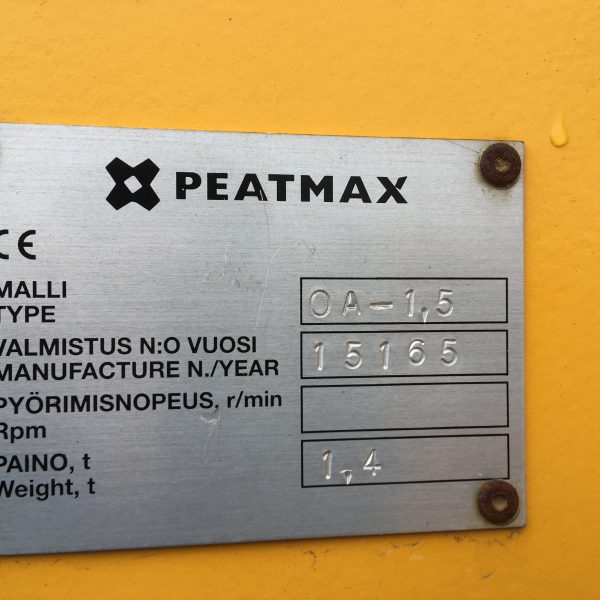 PEATMAX
CE
MALLI
TYPE
OA-1,5
VALMISTUS N:O VUOSI
MANUFACTURE N./YEAR
15165
PYÖRIMISNOPEUS, r/min
Rpm
PAINO, t
Weight, t
1,4